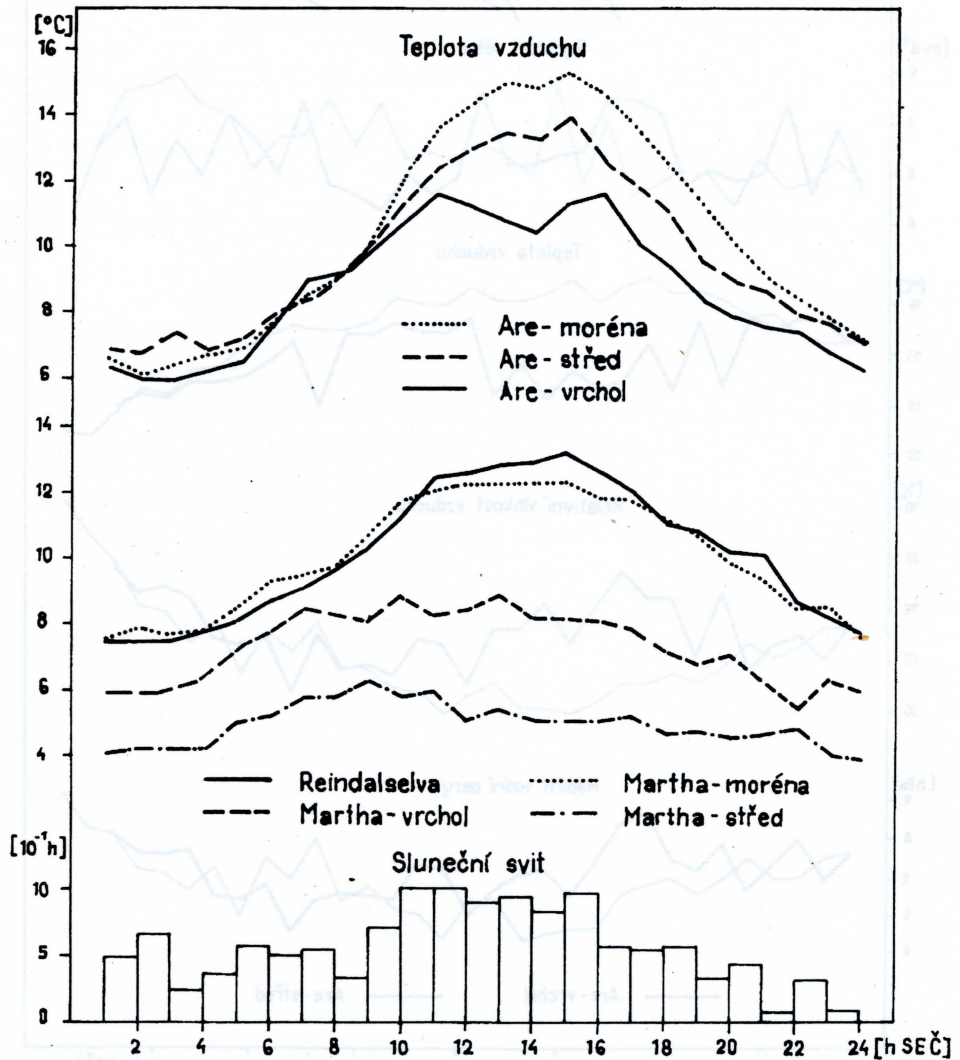 [°C]
Teplota vzduchu
16
14
12
10
8
6
Are - moréna
Are - střed
Are - vrchol
14
12
10
8
6
4
Reindalselva
Martha-moréna
Martha-vrchol
Martha-střed
[10⁻¹h]
Sluneční svit
10
5
0
2 4 6 8 10 12 14 16 18 20 22 24 [h SEČ]